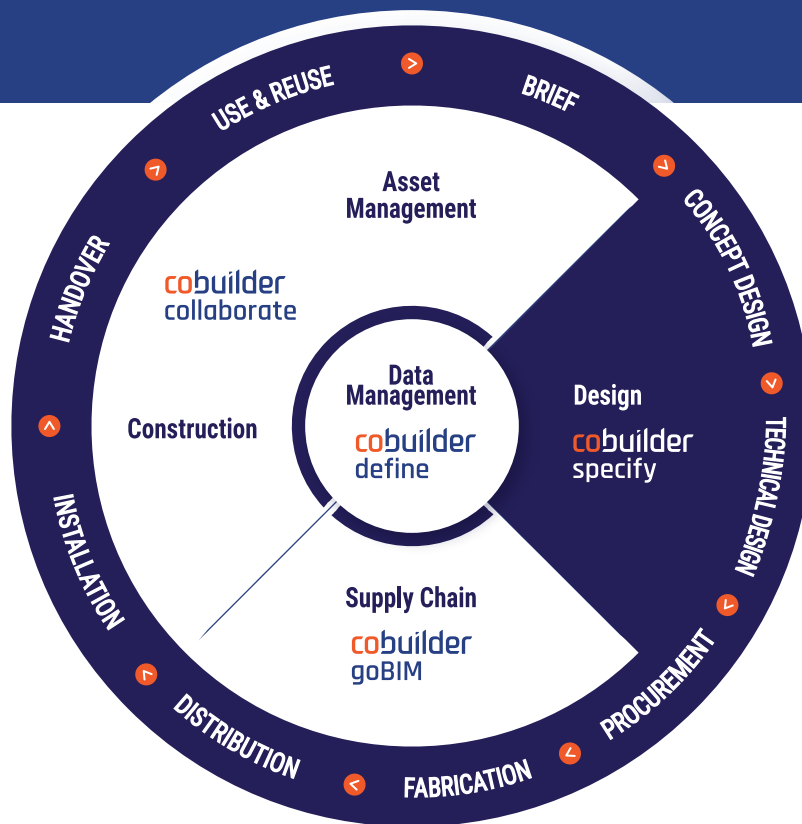 BRIEF
CONCEPT DESIGN
TECHNICAL DESIGN
PROCUREMENT
FABRICATION
DISTRIBUTION
INSTALLATION
HANDOVER
USE & REUSE
Asset
Management
cobuilder
collaborate
Construction
Data
Management
cobuilder
define
Design
cobuilder
specify
Supply Chain
cobuilder
goBIM